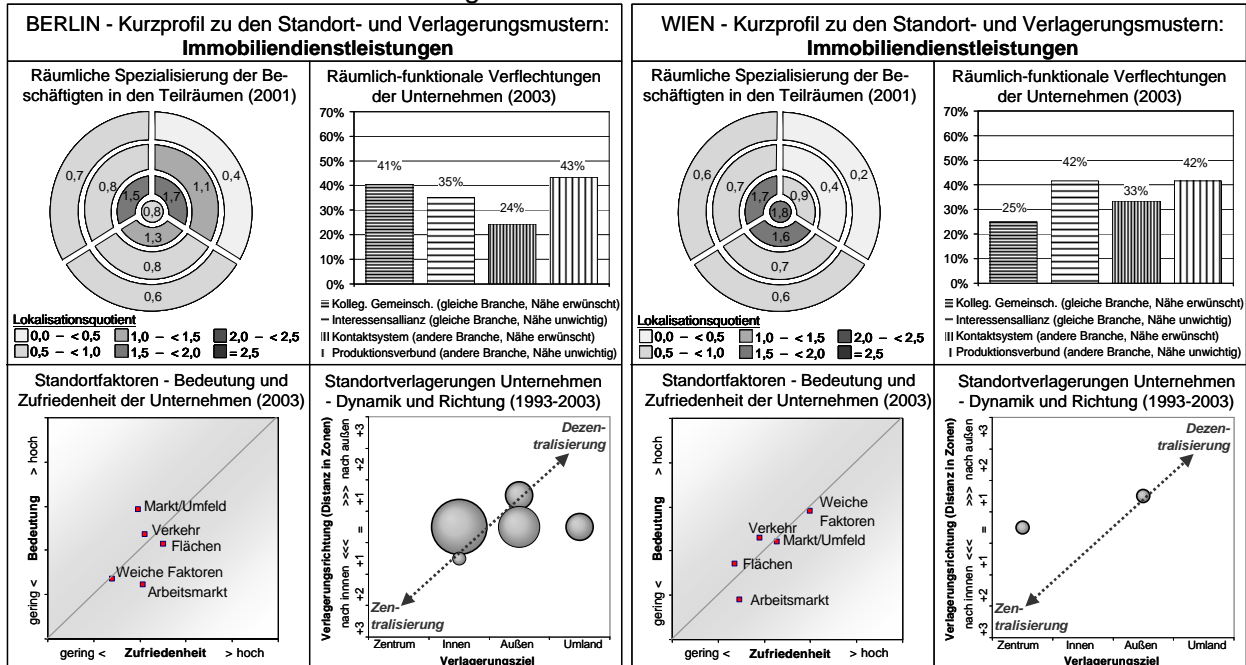 BERLIN - Kurzprofil zu den Standort- und Verlagerungsmustern:
Immobiliendienstleistungen
Räumliche Spezialisierung der Be-
schäftigten in den Teilräumen (2001)
0,7
0,8
1,5
1,7
1,1
0,4
0,8
1,3
0,8
0,6
Lokalisationsquotient
0,0 – < 0,5
1,0 – < 1,5
2,0 – < 2,5
0,5 – < 1,0
1,5 – < 2,0
= 2,5
Räumlich-funktionale Verflechtungen
der Unternehmen (2003)
70%
60%
50%
40%
30%
20%
10%
0%
41%
35%
24%
43%
Kolleg. Gemeinsch. (gleiche Branche, Nähe erwünscht)
Interessensallianz (gleiche Branche, Nähe unwichtig)
Kontaktsystem (andere Branche, Nähe erwünscht)
Produktionsverbund (andere Branche, Nähe unwichtig)
Standortfaktoren - Bedeutung und
Zufriedenheit der Unternehmen (2003)
gering < Bedeutung > hoch
Markt/Umfeld
Verkehr
Flächen
Weiche Faktoren
Arbeitsmarkt
gering < Zufriedenheit > hoch
Standortverlagerungen Unternehmen
- Dynamik und Richtung (1993-2003)
Verlagerungsrichtung (Distanz in Zonen)
nach innnen <<< = >>> nach außen
+3
+2
+1
=
+1
+2
+3
Dezen-
tralisierung
Zen-
tralisierung
Zentrum
Innen
Außen
Umland
Verlagerungsziel
WIEN - Kurzprofil zu den Standort- und Verlagerungsmustern:
Immobiliendienstleistungen
Räumliche Spezialisierung der Be-
schäftigten in den Teilräumen (2001)
0,6
0,7
1,7
0,9
0,4
0,2
1,8
1,6
0,7
0,6
Lokalisationsquotient
0,0 – < 0,5
1,0 – < 1,5
2,0 – < 2,5
0,5 – < 1,0
1,5 – < 2,0
= 2,5
Räumlich-funktionale Verflechtungen
der Unternehmen (2003)
70%
60%
50%
40%
30%
20%
10%
0%
25%
42%
33%
42%
Kolleg. Gemeinsch. (gleiche Branche, Nähe erwünscht)
Interessensallianz (gleiche Branche, Nähe unwichtig)
Kontaktsystem (andere Branche, Nähe erwünscht)
Produktionsverbund (andere Branche, Nähe unwichtig)
Standortfaktoren - Bedeutung und
Zufriedenheit der Unternehmen (2003)
gering < Bedeutung > hoch
Weiche
Faktoren
Verkehr
Markt/Umfeld
Flächen
Arbeitsmarkt
gering < Zufriedenheit > hoch
Standortverlagerungen Unternehmen
- Dynamik und Richtung (1993-2003)
Verlagerungsrichtung (Distanz in Zonen)
nach innnen <<< = >>> nach außen
+3
+2
+1
=
+1
+2
+3
Dezen-
tralisierung
Zen-
tralisierung
Zentrum
Innen
Außen
Umland
Verlagerungsziel